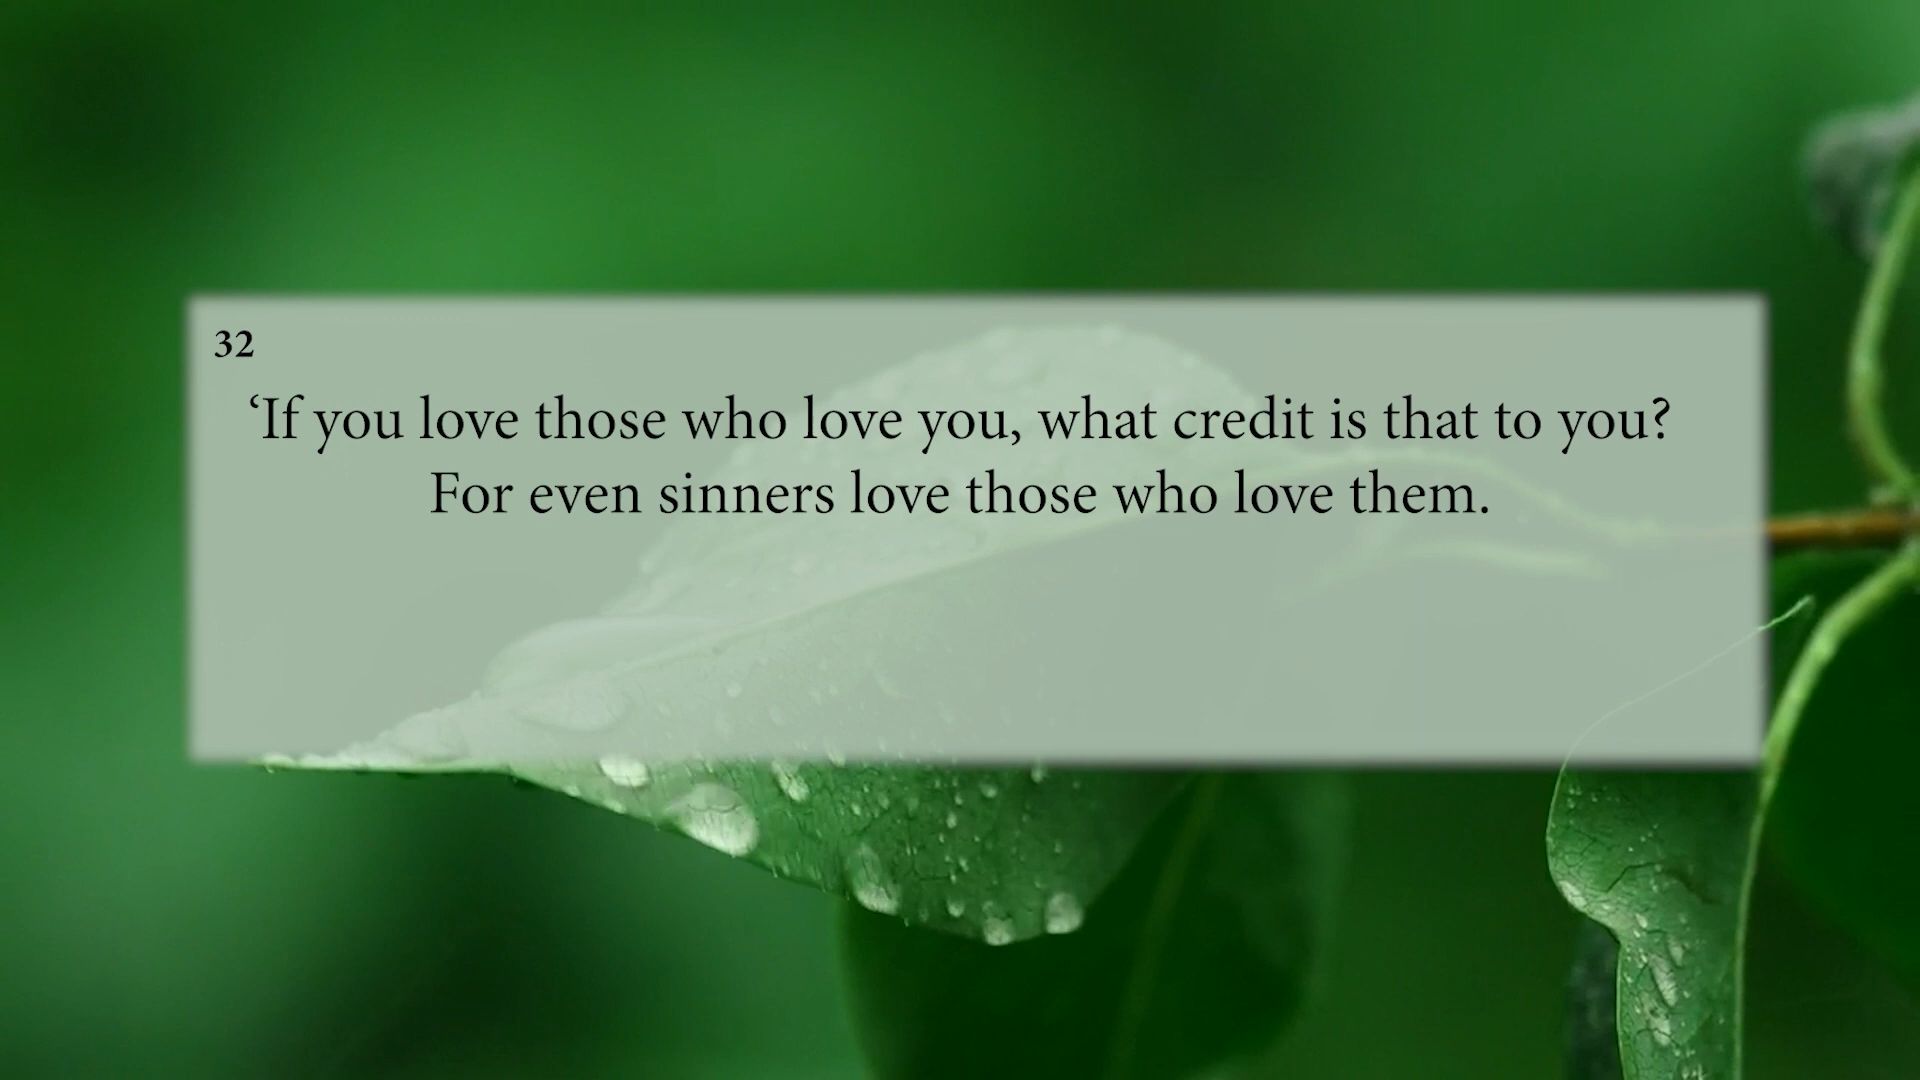 32
‘If you love those who love you, what credit is that to you?
For even sinners love those who love them.